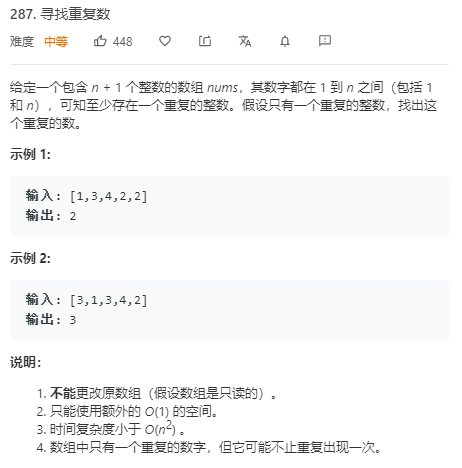 287. 寻找重复数
难度 中等 448
给定一个包含 n + 1 个整数的数组 nums，其数字都在 1 到 n 之间（包括 1
和 n），可知至少存在一个重复的整数。假设只有一个重复的整数，找出这
个重复的数。
示例 1:
输入: [1,3,4,2,2]
输出: 2
示例 2:
输入: [3,1,3,4,2]
输出: 3
说明：
1. 不能更改原数组（假设数组是只读的）。
2. 只能使用额外的 O(1) 的空间。
3. 时间复杂度小于 O(n²) 。
4. 数组中只有一个重复的数字，但它可能不止重复出现一次。